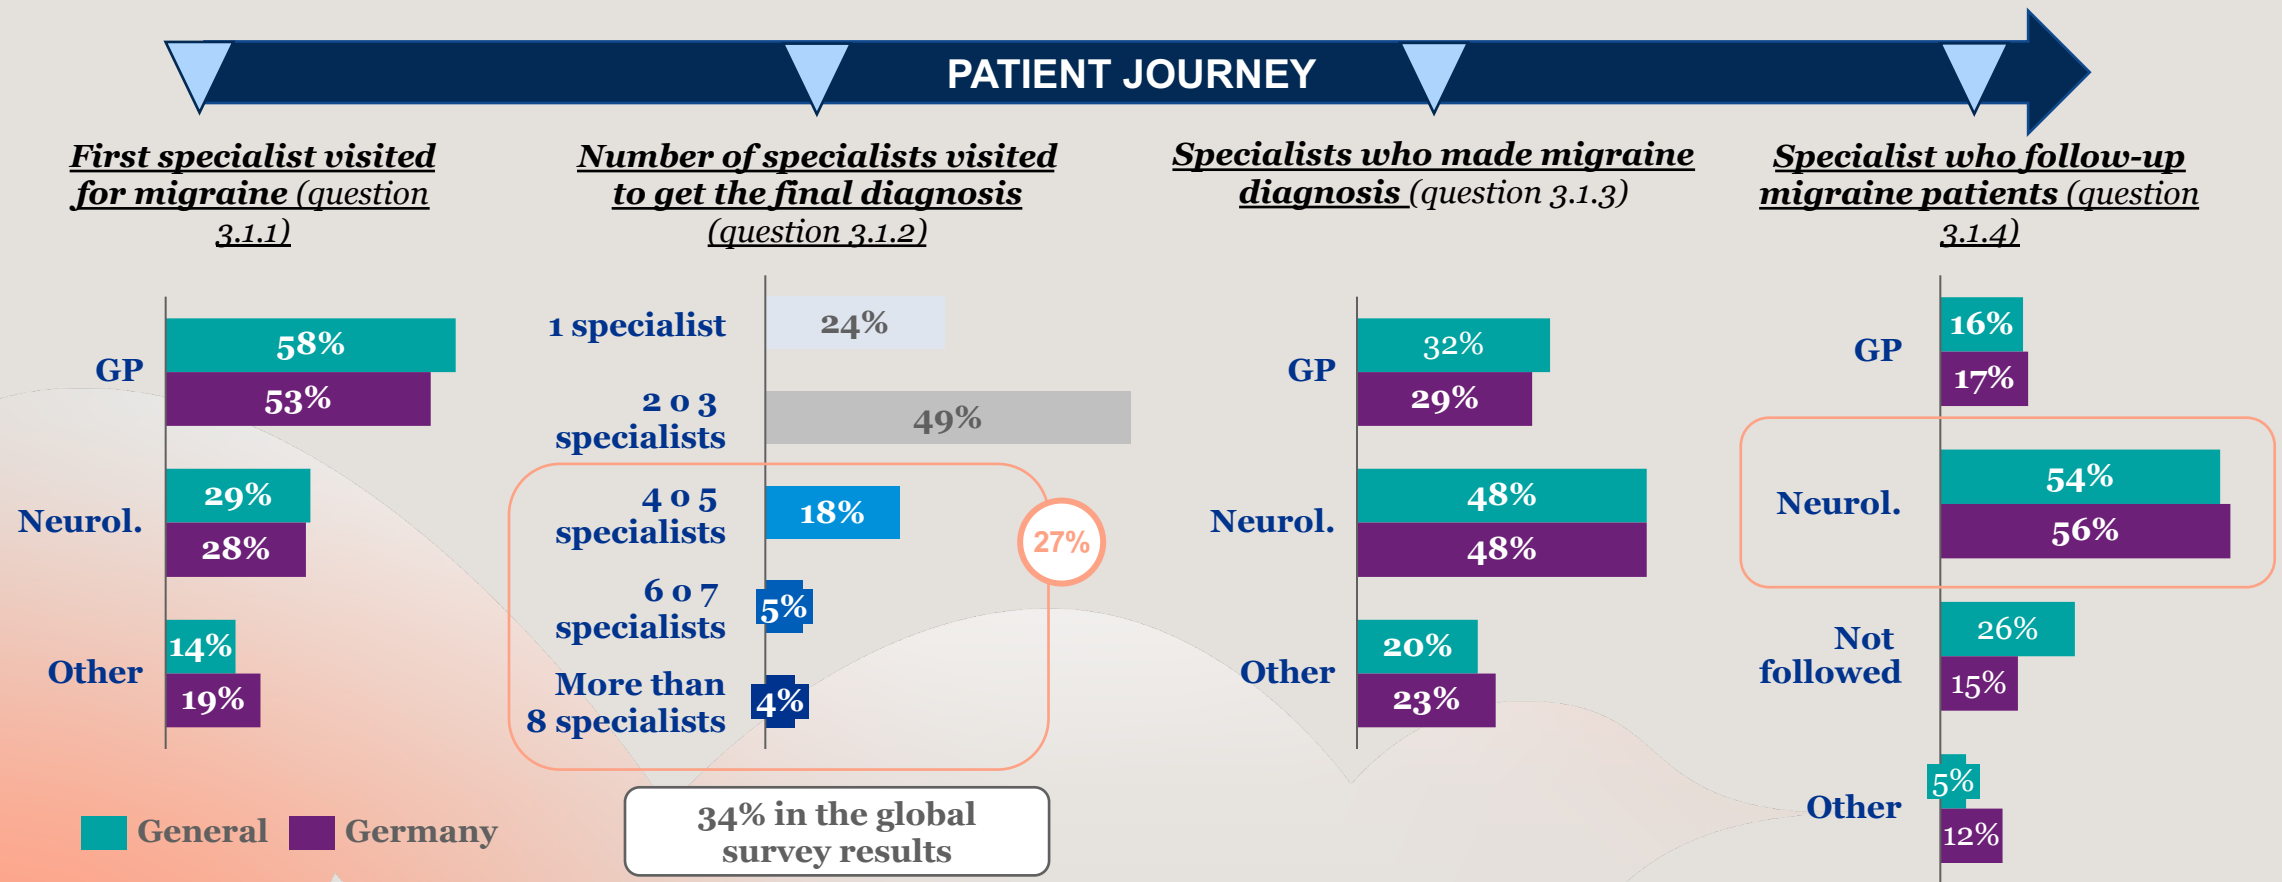 PATIENT JOURNEY
First specialist visited
for migraine (question
3.1.1)
GP
58%
53%
Neurol.
29%
28%
Other
14%
19%
General
Germany
Number of specialists visited
to get the final diagnosis
(question 3.1.2)
1 specialist
24%
2 o 3
specialists
49%
4 o 5
specialists
18%
6 o 7
specialists
5%
More than
8 specialists
4%
27%
34% in the global
survey results
Specialists who made migraine
diagnosis (question 3.1.3)
GP
32%
29%
Neurol.
48%
48%
Other
20%
23%
Specialist who follow-up
migraine patients (question
3.1.4)
GP
16%
17%
Neurol.
54%
56%
Not
followed
26%
15%
Other
5%
12%